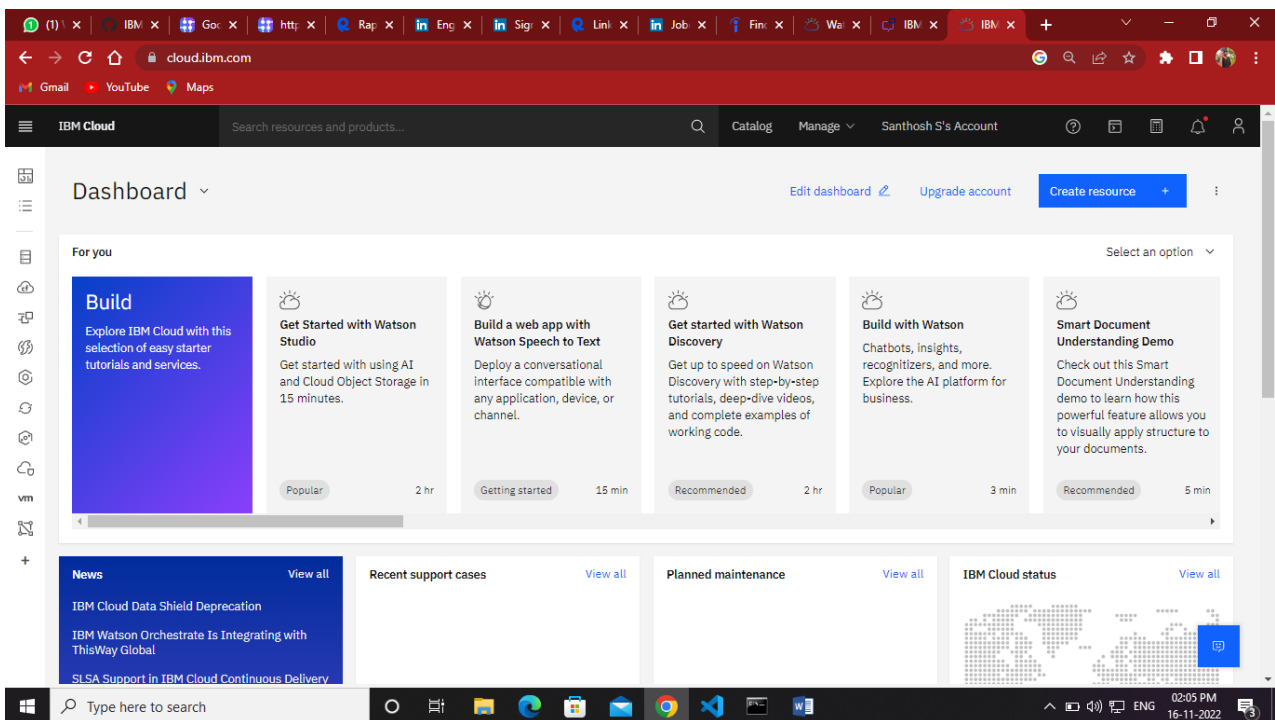 (1) \
IBM
Goo
http
Rap
Eng
Sign
Link
Job
Find
Wat
IBM
IBM
cloud.ibm.com
Gmail
YouTube
Maps
IBM Cloud
Search resources and products...
Catalog
Manage
Santhosh S's Account
Dashboard
Edit dashboard
Upgrade account
Create resource +
For you
Select an option
Build
Explore IBM Cloud with this
selection of easy starter
tutorials and services.
Get Started with Watson
Studio
Get started with using AI
and Cloud Object Storage in
15 minutes.
Popular
2 hr
Build a web app with
Watson Speech to Text
Deploy a conversational
interface compatible with
any application, device, or
channel.
Getting started
15 min
Get started with Watson
Discovery
Get up to speed on Watson
Discovery with step-by-step
tutorials, deep-dive videos,
and complete examples of
working code.
Recommended
2 hr
Build with Watson
Chatbots, insights,
recognitizers, and more.
Explore the AI platform for
business.
Popular
3 min
Smart Document
Understanding Demo
Check out this Smart
Document Understanding
demo to learn how this
powerful feature allows you
to visually apply structure to
your documents.
Recommended
5 min
vm
News
View all
IBM Cloud Data Shield Deprecation
IBM Watson Orchestrate Is Integrating with
ThisWay Global
SLSA Support in IBM Cloud Continuous Delivery
Recent support cases
View all
Planned maintenance
View all
IBM Cloud status
View all
Type here to search
ENG
02:05 PM
16-11-2022
3